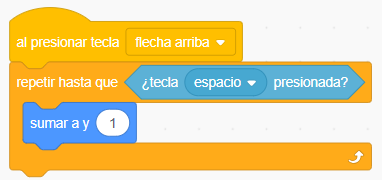 al presionar tecla flecha arriba
repetir hasta que ¿tecla espacio presionada?
sumar a y 1